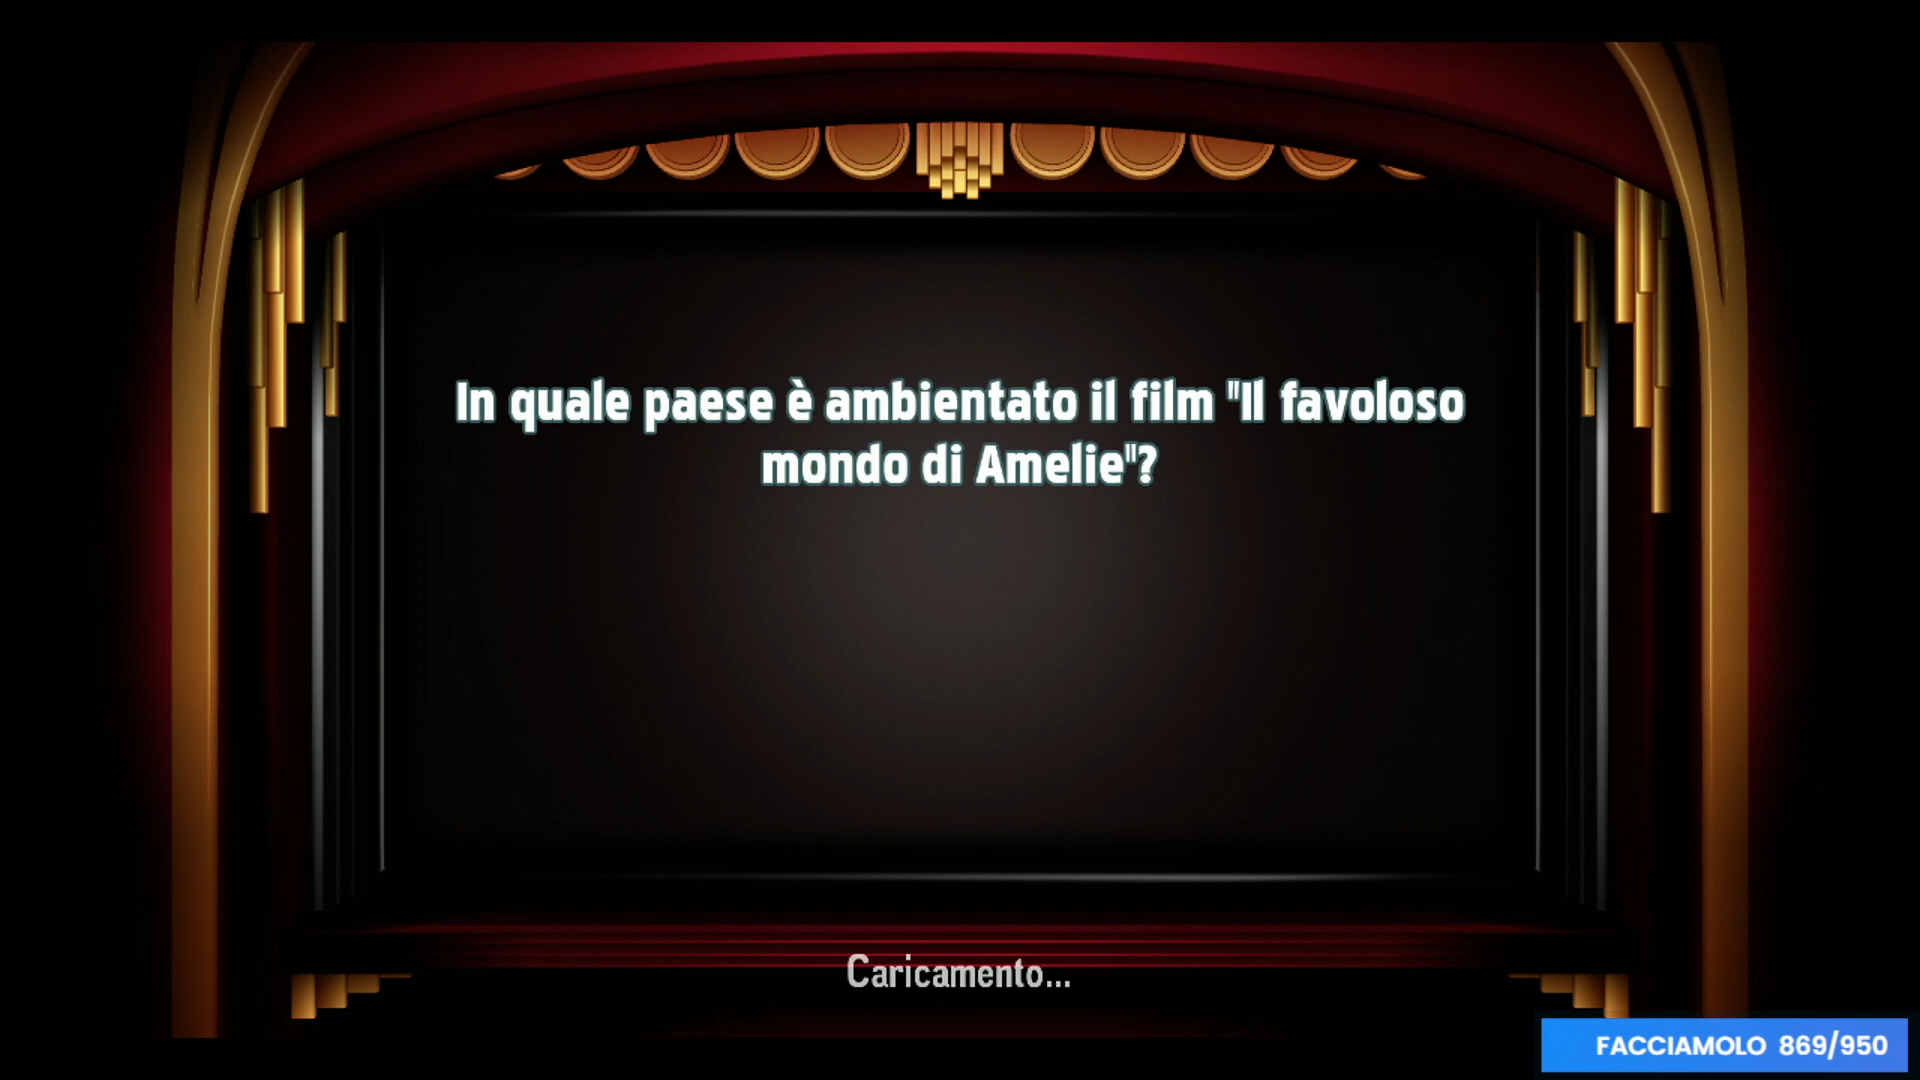 In quale paese è ambientato il film "Il favoloso
mondo di Amelie"?
Caricamento...
FACCIAMOLO 869/950